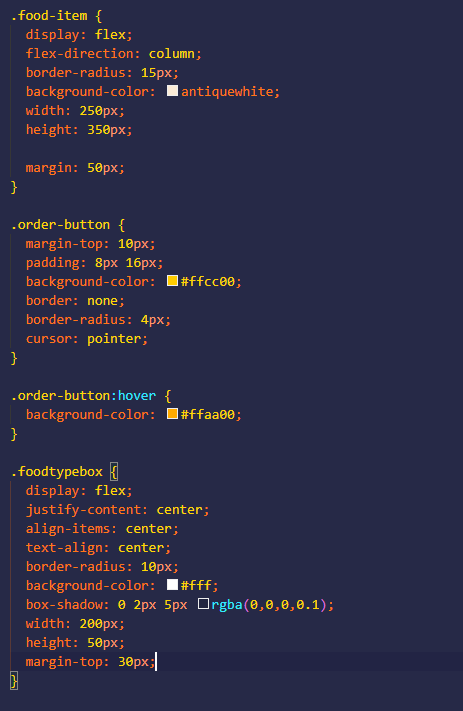 .food-item {
  display: flex;
  flex-direction: column;
  border-radius: 15px;
  background-color: antiquewhite;
  width: 250px;
  height: 350px;

  margin: 50px;
}

.order-button {
  margin-top: 10px;
  padding: 8px 16px;
  background-color: #ffcc00;
  border: none;
  border-radius: 4px;
  cursor: pointer;
}

.order-button:hover {
  background-color: #ffaa00;
}

.foodtypebox {
  display: flex;
  justify-content: center;
  align-items: center;
  text-align: center;
  border-radius: 10px;
  background-color: #fff;
  box-shadow: 0 2px 5px rgba(0,0,0,0.1);
  width: 200px;
  height: 50px;
  margin-top: 30px;
}